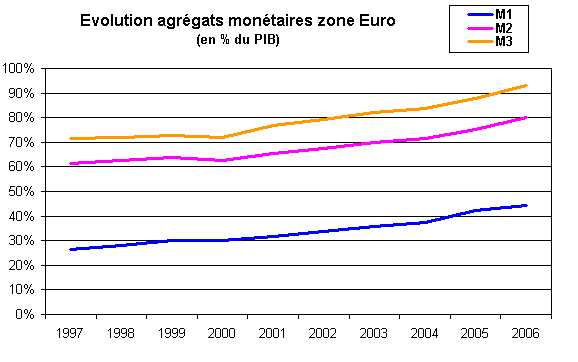 Evolution agrégats monétaires zone Euro
(en % du PIB)
M1
M2
M3
100%
90%
80%
70%
60%
50%
40%
30%
20%
10%
0%
1997 1998 1999 2000 2001 2002 2003 2004 2005 2006